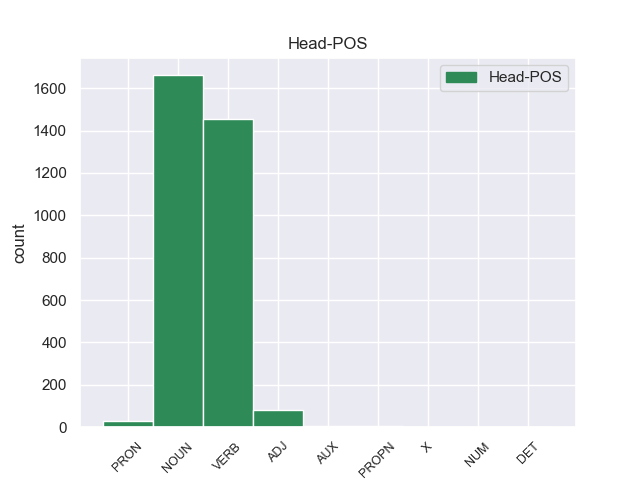 Head-POS
Head-POS
1600
1400
1200
1000
800
600
400
200
0
count
PRON
NOUN
VERB
ADJ
AUX
PROPN
X
NUM
DET